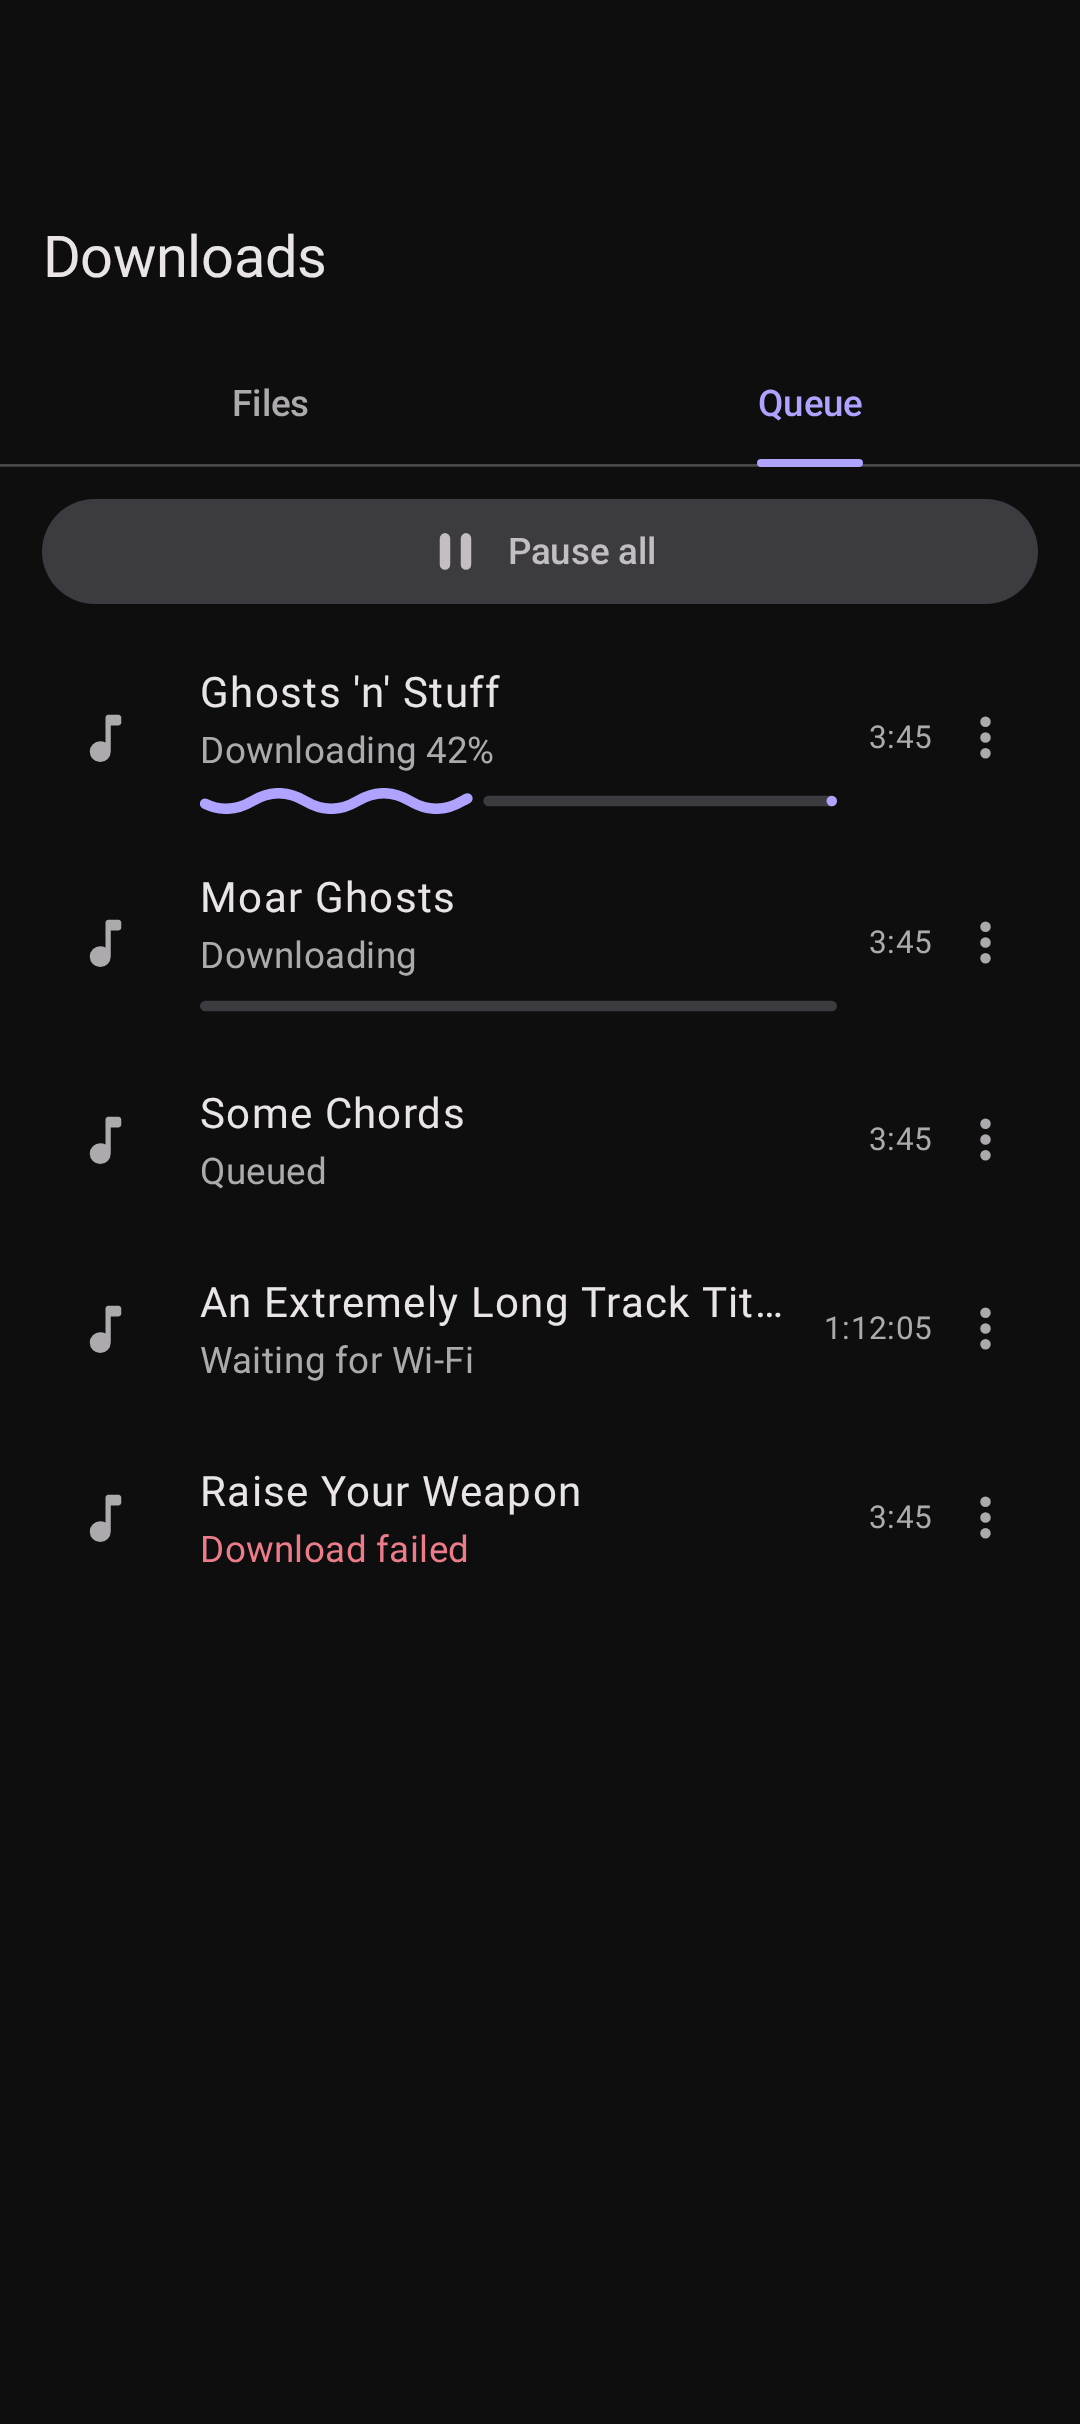 Downloads
Files
Queue
Pause all
Ghosts 'n' Stuff
Downloading 42%
3:45
Moar Ghosts
Downloading
3:45
Some Chords
Queued
3:45
An Extremely Long Track Tit…
Waiting for Wi-Fi
1:12:05
Raise Your Weapon
Download failed
3:45